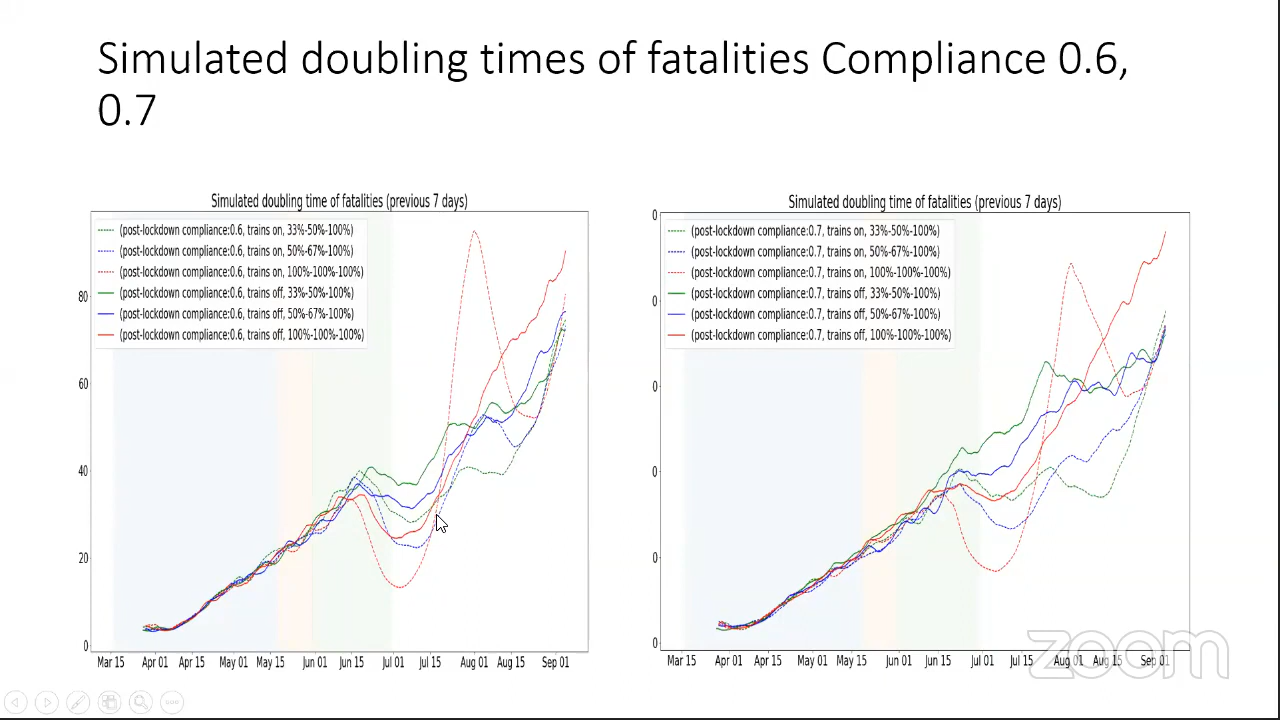 Simulated doubling times of fatalities Compliance 0.6,
0.7
Simulated doubling time of fatalities (previous 7 days)
(post-lockdown compliance:0.6, trains on, 33%-50%-100%)
(post-lockdown compliance:0.6, trains on, 50%-67%-100%)
(post-lockdown compliance:0.6, trains on, 100%-100%-100%)
(post-lockdown compliance:0.6, trains off, 33%-50%-100%)
(post-lockdown compliance:0.6, trains off, 50%-67%-100%)
(post-lockdown compliance:0.6, trains off, 100%-100%-100%)
80
60
40
20
0
Mar 15 Apr 01 Apr 15 May 01 May 15 Jun 01 Jun 15 Jul 01 Jul 15 Aug 01 Aug 15 Sep 01
Simulated doubling time of fatalities (previous 7 days)
0
(post-lockdown compliance:0.7, trains on, 33%-50%-100%)
(post-lockdown compliance:0.7, trains on, 50%-67%-100%)
(post-lockdown compliance:0.7, trains on, 100%-100%-100%)
(post-lockdown compliance:0.7, trains off, 33%-50%-100%)
(post-lockdown compliance:0.7, trains off, 50%-67%-100%)
(post-lockdown compliance:0.7, trains off, 100%-100%-100%)
0
0
0
0
0
Mar 15 Apr 01 Apr 15 May 01 May 15 Jun 01 Jun 15 Jul 01 Jul 15 Aug 01 Aug 15 Sep 01
zoom